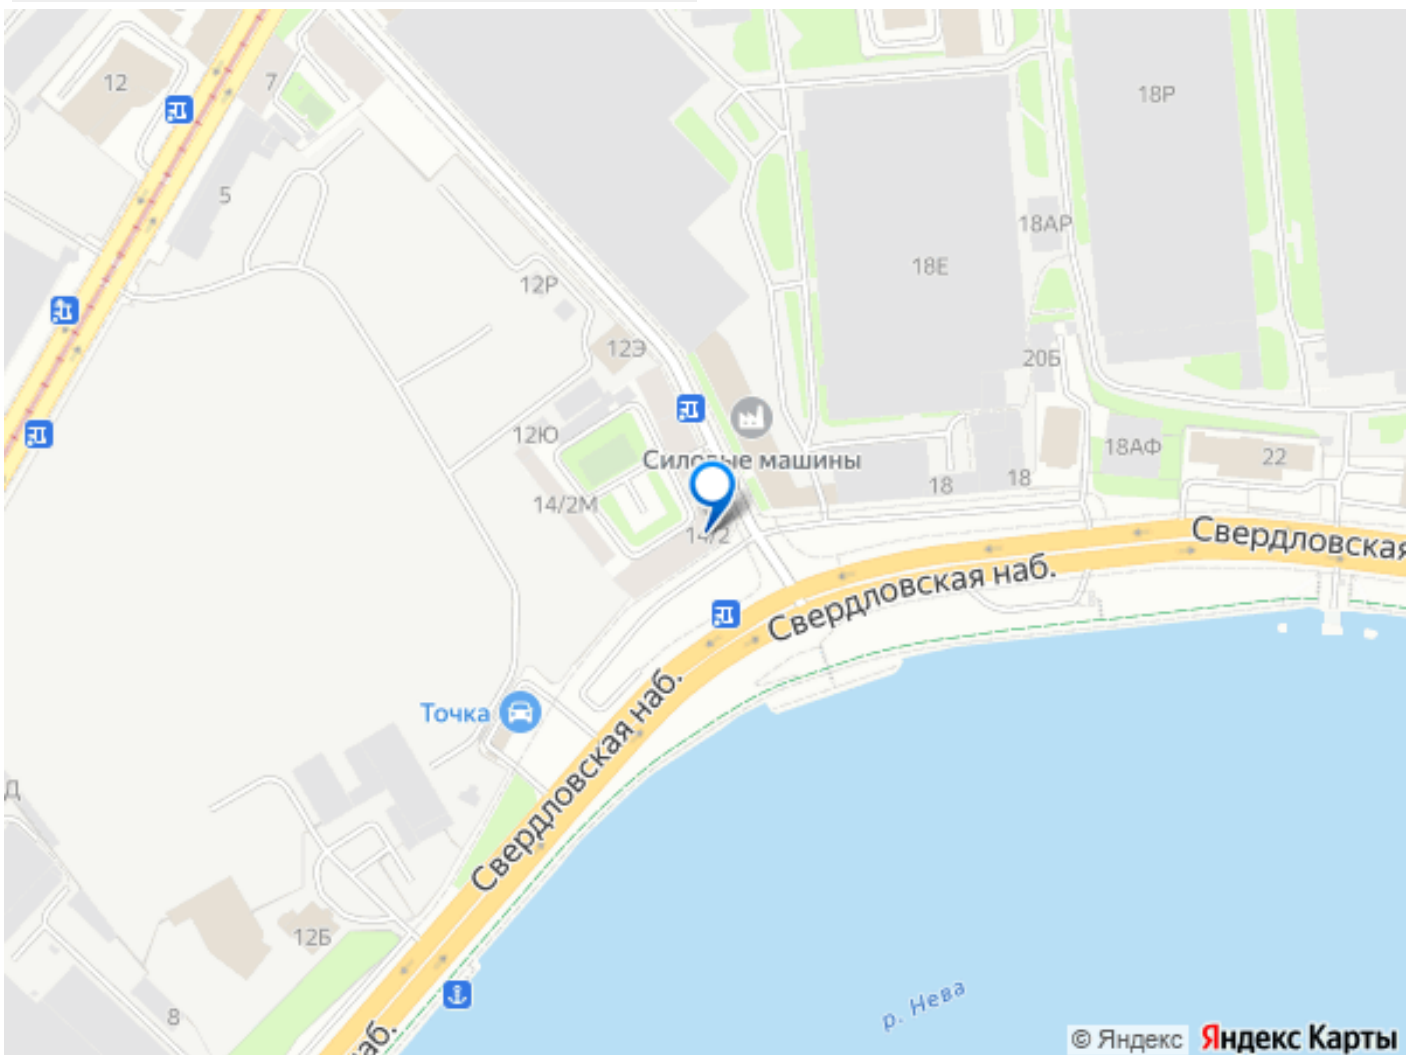 12
7
18Р
5
18АР
18Е
12Р
12Э
20Б
12Ю
Силовые машины
18АФ
22
18
18
14/2М
14/2
Свердловская
Свердловская наб.
Свердловская наб.
Точка
Д
12Б
8
наб.
р. Нева
© Яндекс Яндекс Карты